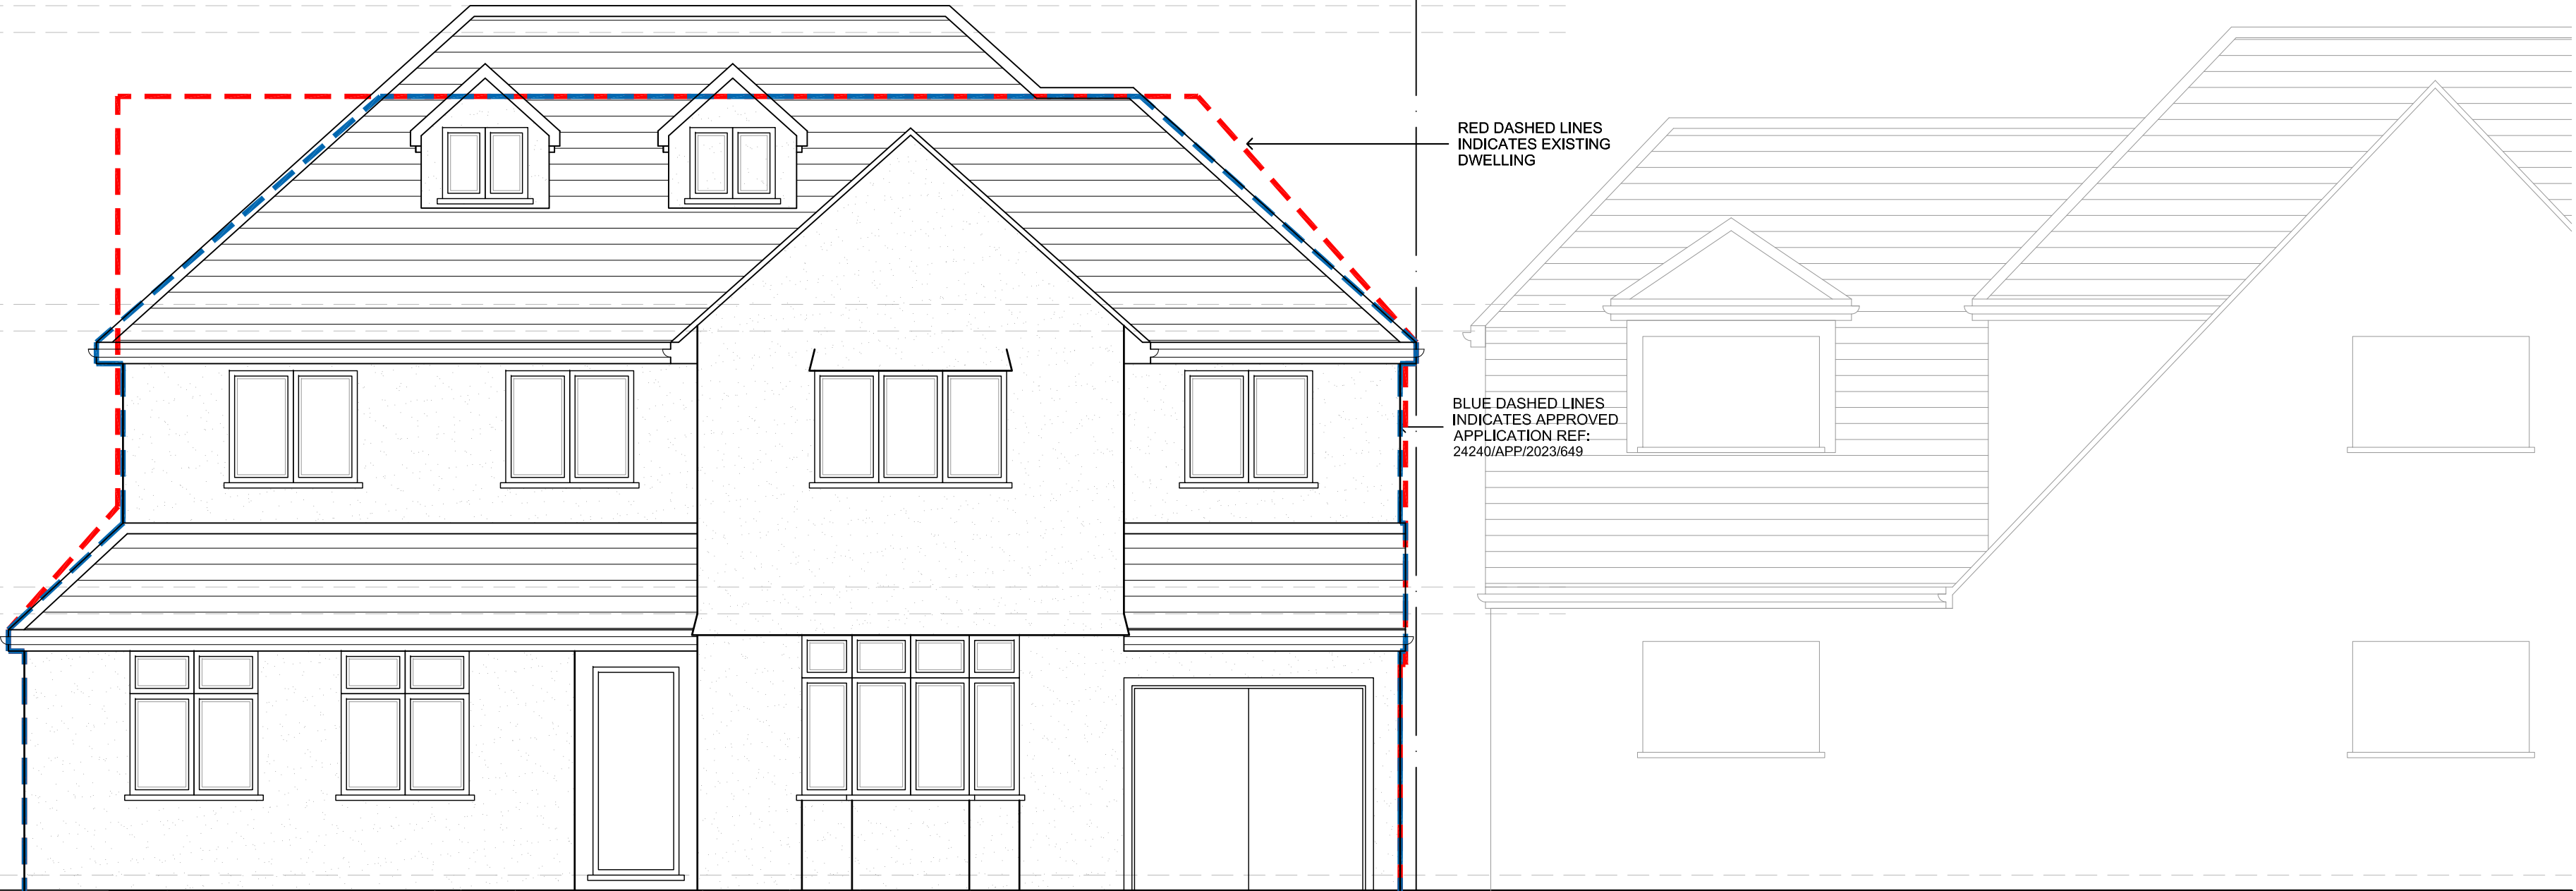 RED DASHED LINES
INDICATES EXISTING
DWELLING
BLUE DASHED LINES
INDICATES APPROVED
APPLICATION REF:
24240/APP/2023/649